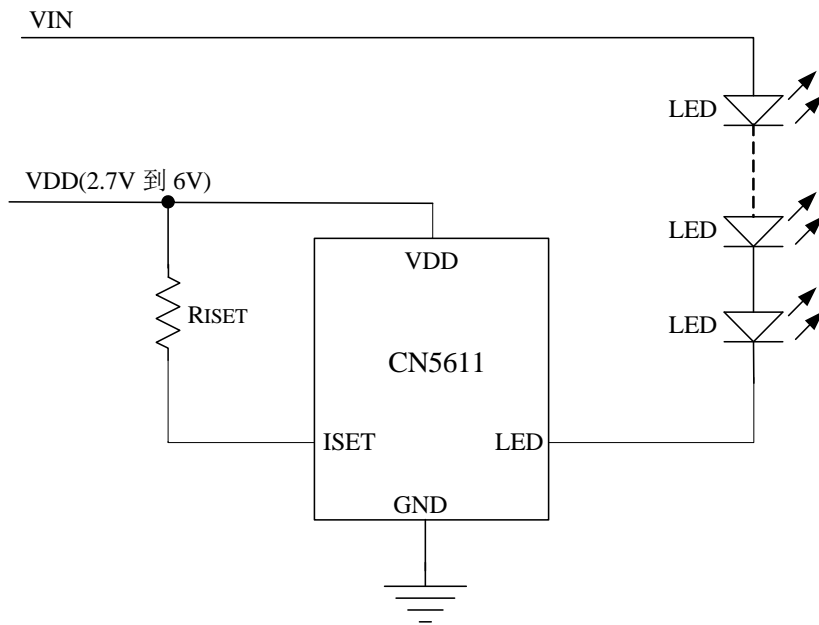 VIN
LED
VDD(2.7V 到 6V)
LED
VDD
RISET
LED
CN5611
ISET
LED
GND